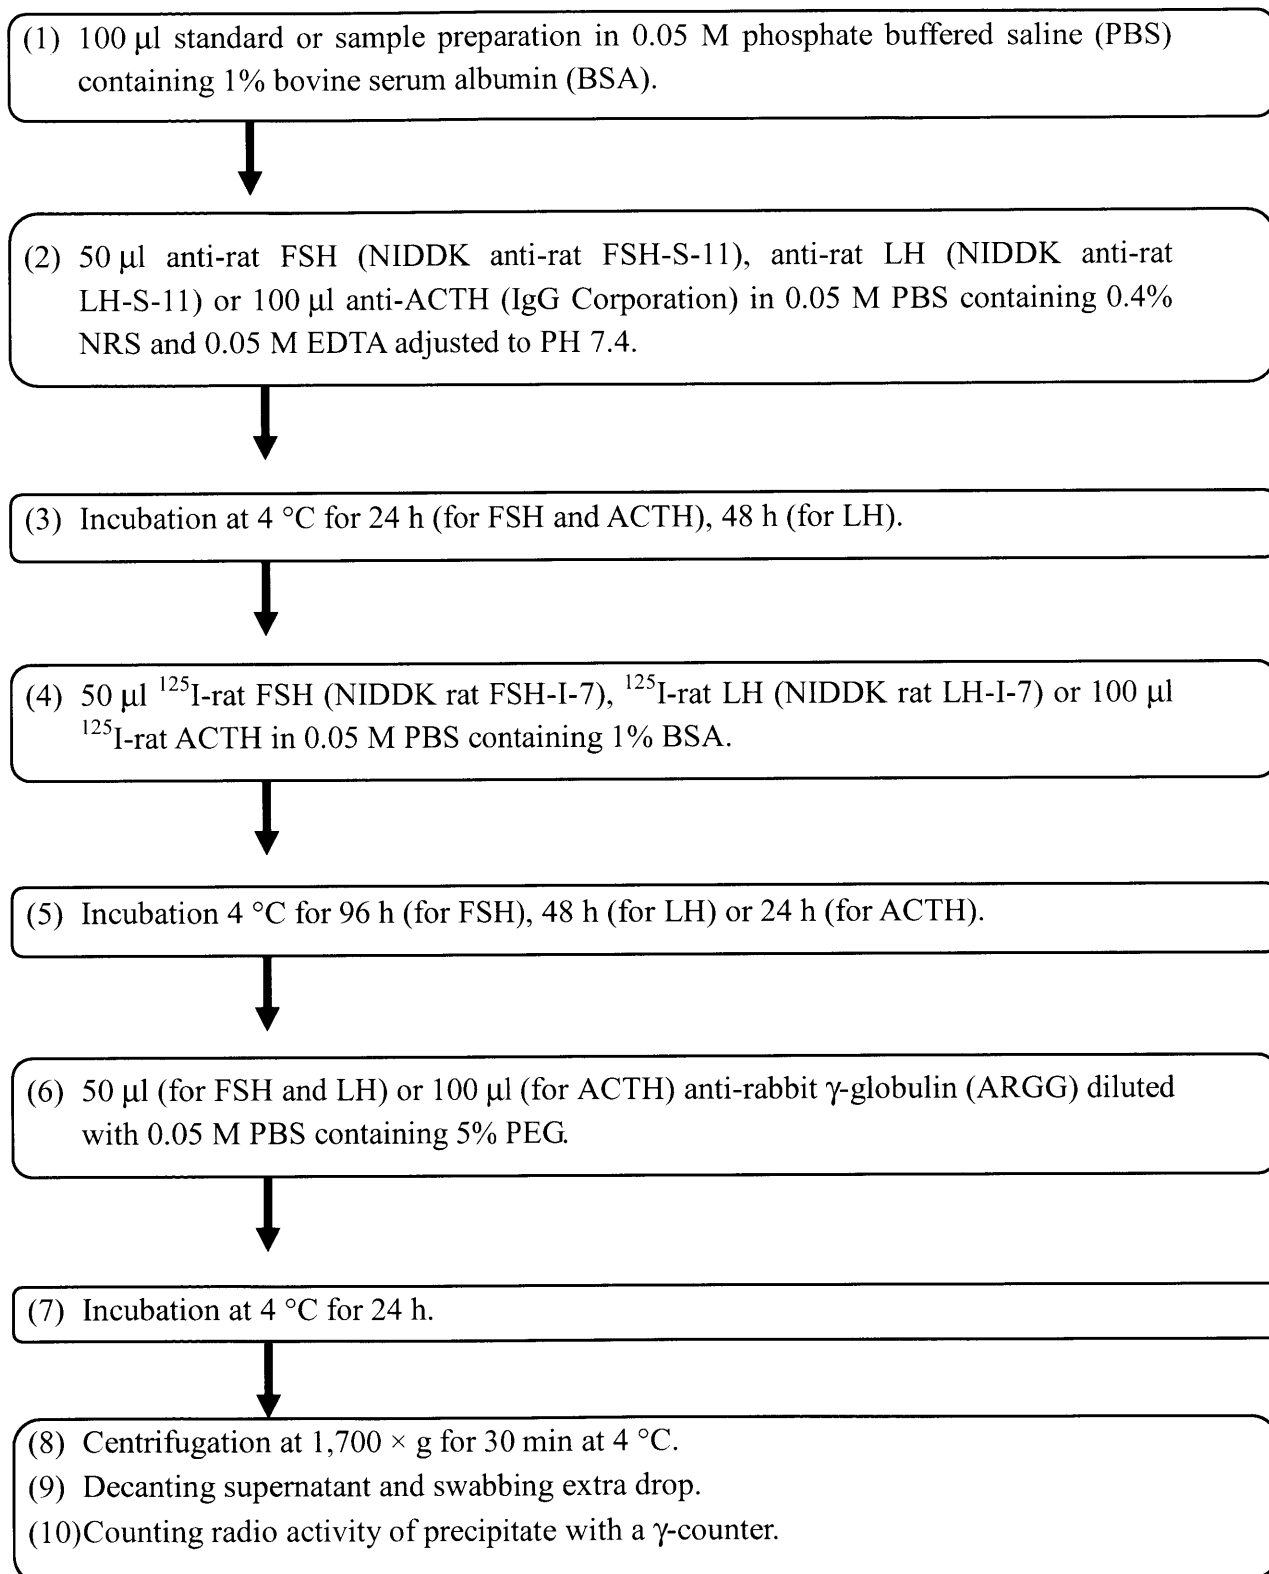 (1) 100 μl standard or sample preparation in 0.05 M phosphate buffered saline (PBS)
containing 1% bovine serum albumin (BSA).
(2) 50 μl anti-rat FSH (NIDDK anti-rat FSH-S-11), anti-rat LH (NIDDK anti-rat
LH-S-11) or 100 μl anti-ACTH (IgG Corporation) in 0.05 M PBS containing 0.4%
NRS and 0.05 M EDTA adjusted to PH 7.4.
(3) Incubation at 4 °C for 24 h (for FSH and ACTH), 48 h (for LH).
(4) 50 μl ¹²⁵I-rat FSH (NIDDK rat FSH-I-7), ¹²⁵I-rat LH (NIDDK rat LH-I-7) or 100 μl
¹²⁵I-rat ACTH in 0.05 M PBS containing 1% BSA.
(5) Incubation 4 °C for 96 h (for FSH), 48 h (for LH) or 24 h (for ACTH).
(6) 50 μl (for FSH and LH) or 100 μl (for ACTH) anti-rabbit γ-globulin (ARGG) diluted
with 0.05 M PBS containing 5% PEG.
(7) Incubation at 4 °C for 24 h.
(8) Centrifugation at 1,700 × g for 30 min at 4 °C.
(9) Decanting supernatant and swabbing extra drop.
(10)Counting radio activity of precipitate with a γ-counter.